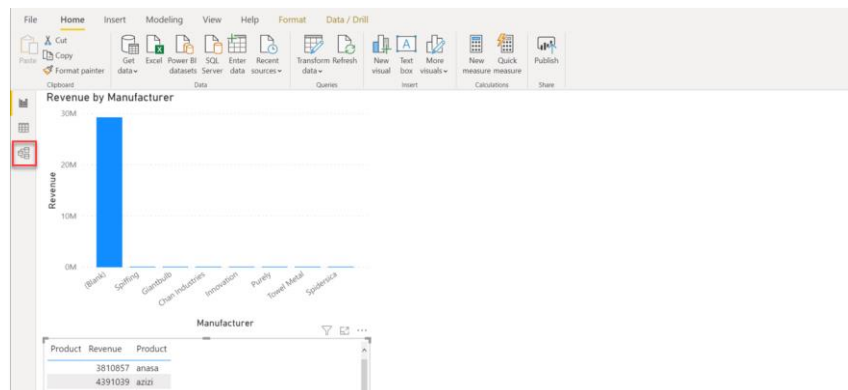 File Home Insert Modeling View Help Format Data / Drill
Paste
Cut
Copy
Format painter
Clipboard
Get data
Excel
Power BI datasets
SQL Server
Enter data
Recent sources
Data
Transform data
Refresh
Queries
New visual
Text box
More visuals
Insert
New measure
Quick measure
Calculations
Publish
Share
Revenue by Manufacturer
30M
20M
10M
0M
Revenue
(Blank) Spiffing Giantbulb Chan Industries Innovation Purely Towel Metal Spidersica
Manufacturer
Product Revenue Product
3810857 anasa
4391039 azizi